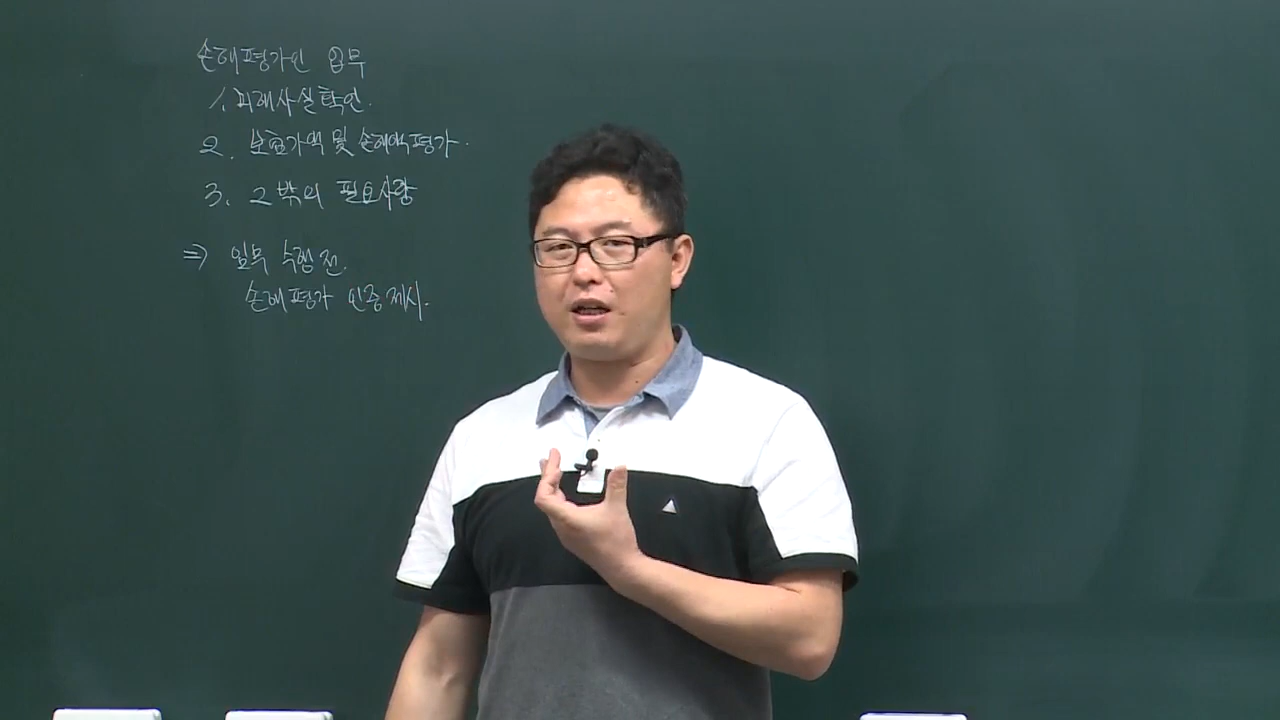 손해평가인 업무
1. 피해사실확인.
2. 보험가액 및 손해액평가.
3. 그밖의 필요사항
⇒ 업무 수행 전.
손해평가 인증제시.